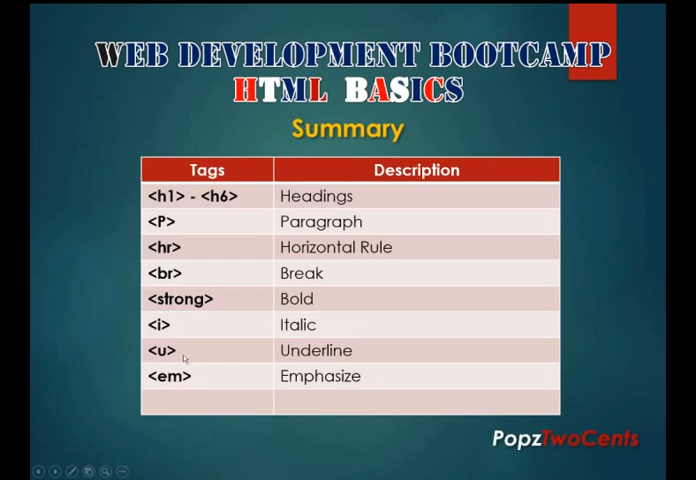 WEB DEVELOPMENT BOOTCAMP
HTML BASICS
Summary
Tags Description
<h1> - <h6> Headings
<P> Paragraph
<hr> Horizontal Rule
<br> Break
<strong> Bold
<i> Italic
<u> Underline
<em> Emphasize
PopzTwoCents